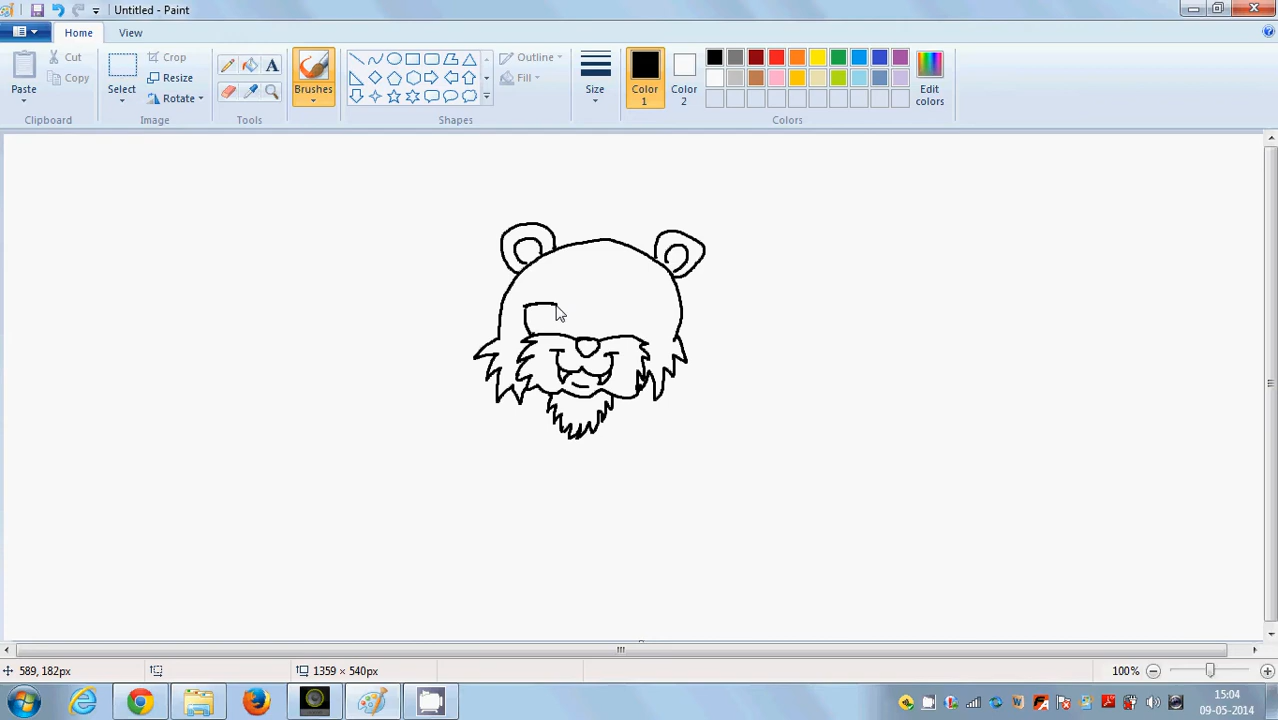 Untitled - Paint
Home
View
Paste
Cut
Copy
Clipboard
Select
Crop
Resize
Rotate
Image
Tools
Brushes
Outline
Fill
Shapes
Size
Color
1
Color
2
Edit
colors
Colors
589, 182px
1359 × 540px
100%
15:04
09-05-2014